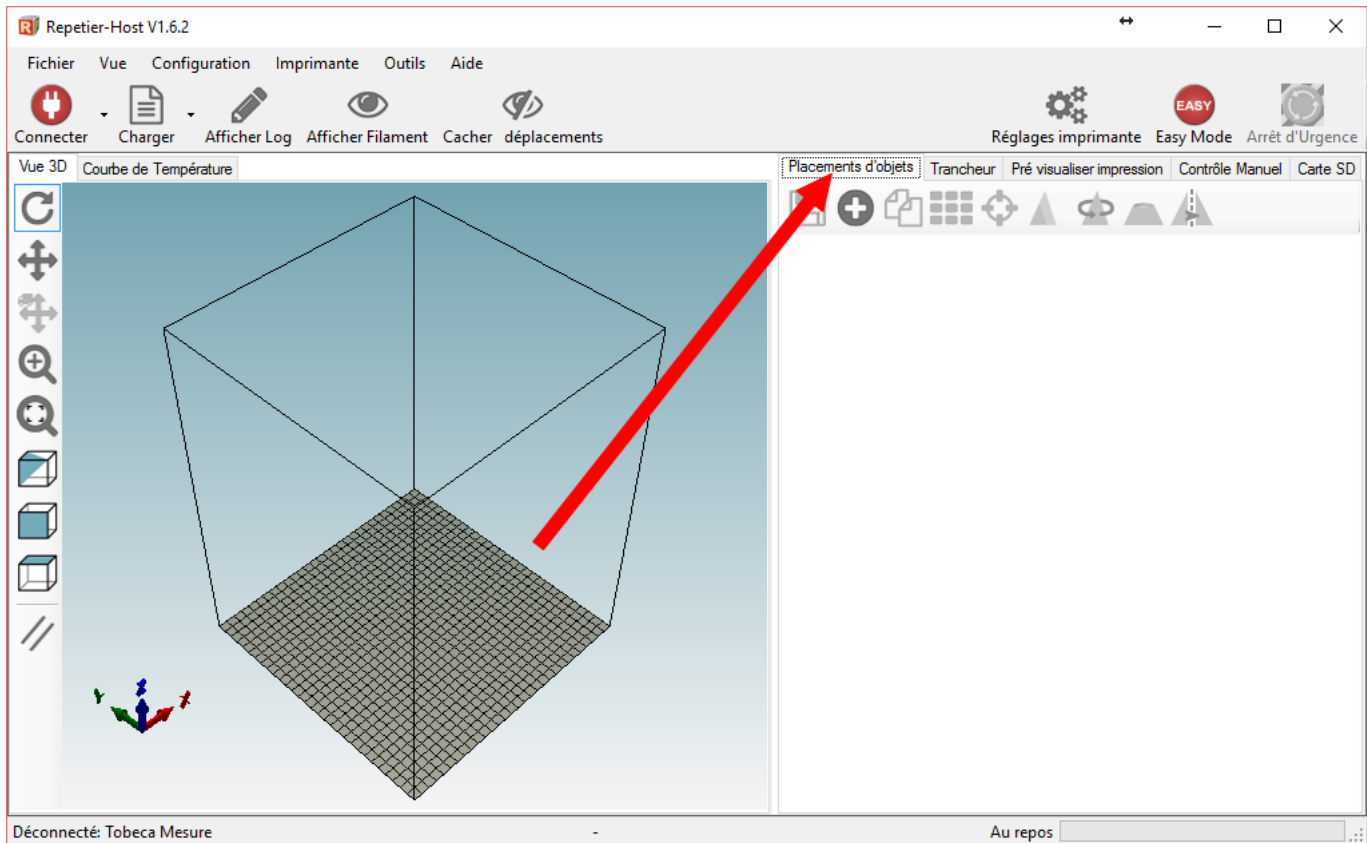 Repetier-Host V1.6.2
Fichier Vue Configuration Imprimante Outils Aide
EASY
Connecter Charger Afficher Log Afficher Filament Cacher déplacements Réglages imprimante Easy Mode Arrêt d'Urgence
Vue 3D Courbe de Température Placements d'objets Trancheur Pré visualiser impression Contrôle Manuel Carte SD
Y Z X
Déconnecté: Tobeca Mesure - Au repos